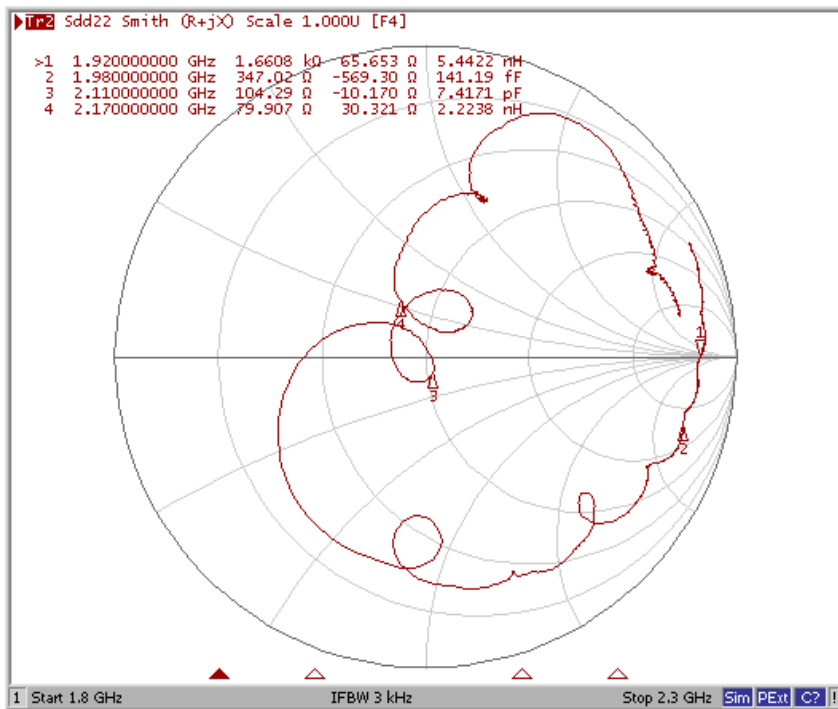 Tr2 Sdd22 Smith (R+jX) Scale 1.000U [F4]
>1 1.920000000 GHz 1.6608 kΩ 65.653 Ω 5.4422 nH
2 1.980000000 GHz 347.02 Ω -569.30 Ω 141.19 fF
3 2.110000000 GHz 104.29 Ω -10.170 Ω 7.4171 pF
4 2.170000000 GHz 79.907 Ω 30.321 Ω 2.2238 nH
1
4
3
2
1 Start 1.8 GHz IFBW 3 kHz Stop 2.3 GHz Sim PExt C? !